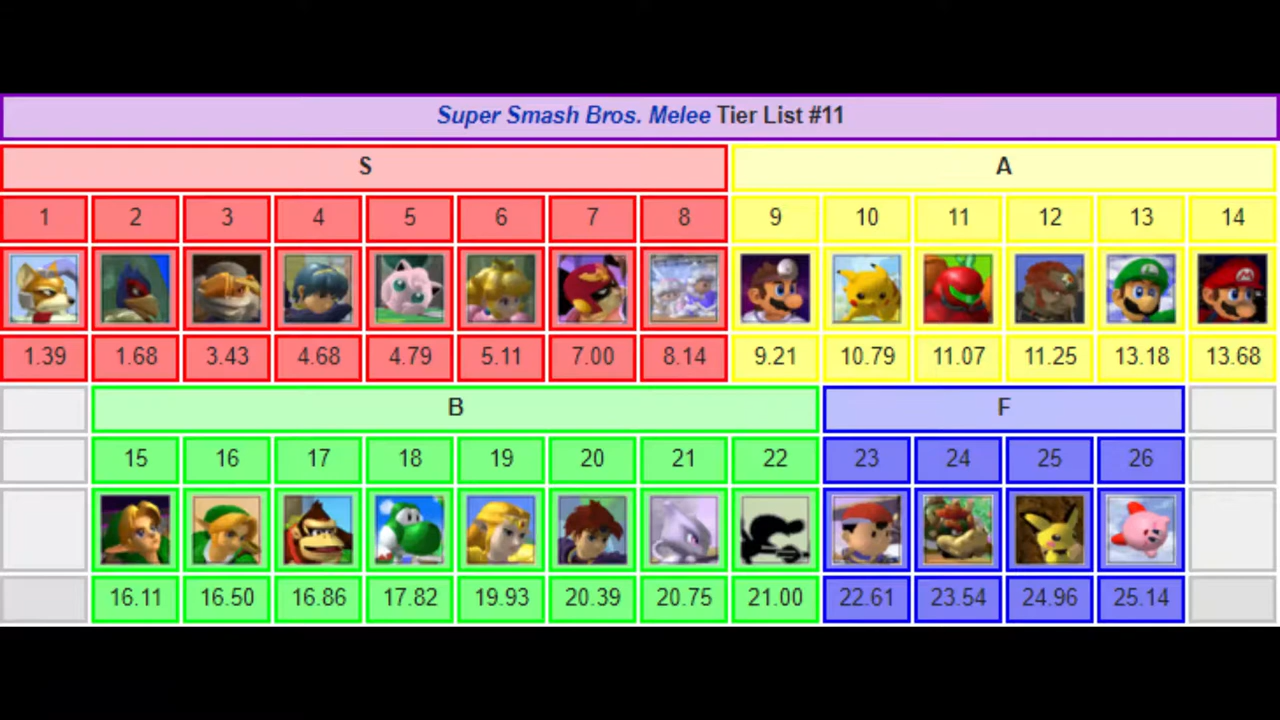 Super Smash Bros. Melee Tier List #11
S A
1 2 3 4 5 6 7 8 9 10 11 12 13 14
1.39 1.68 3.43 4.68 4.79 5.11 7.00 8.14 9.21 10.79 11.07 11.25 13.18 13.68
B F
15 16 17 18 19 20 21 22 23 24 25 26
16.11 16.50 16.86 17.82 19.93 20.39 20.75 21.00 22.61 23.54 24.96 25.14